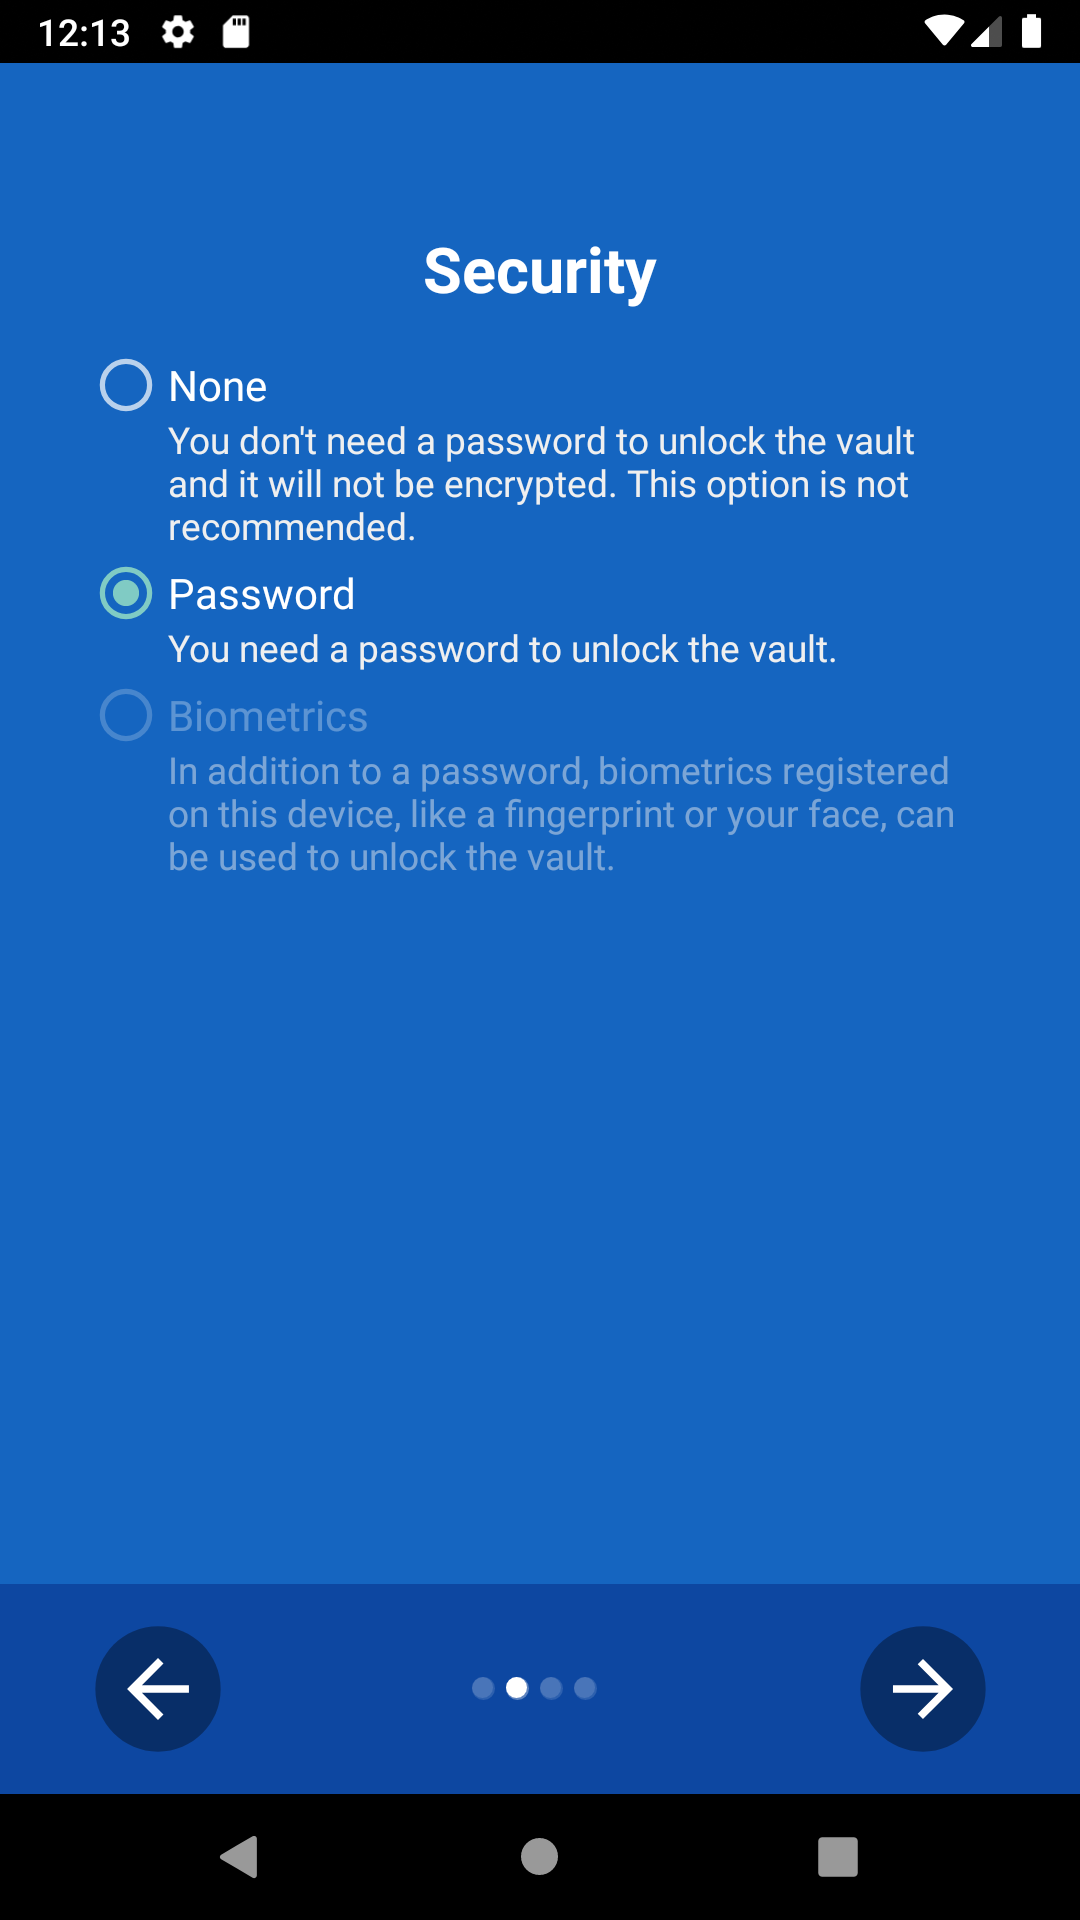 12:13
Security
None
You don't need a password to unlock the vault
and it will not be encrypted. This option is not
recommended.
Password
You need a password to unlock the vault.
Biometrics
In addition to a password, biometrics registered
on this device, like a fingerprint or your face, can
be used to unlock the vault.